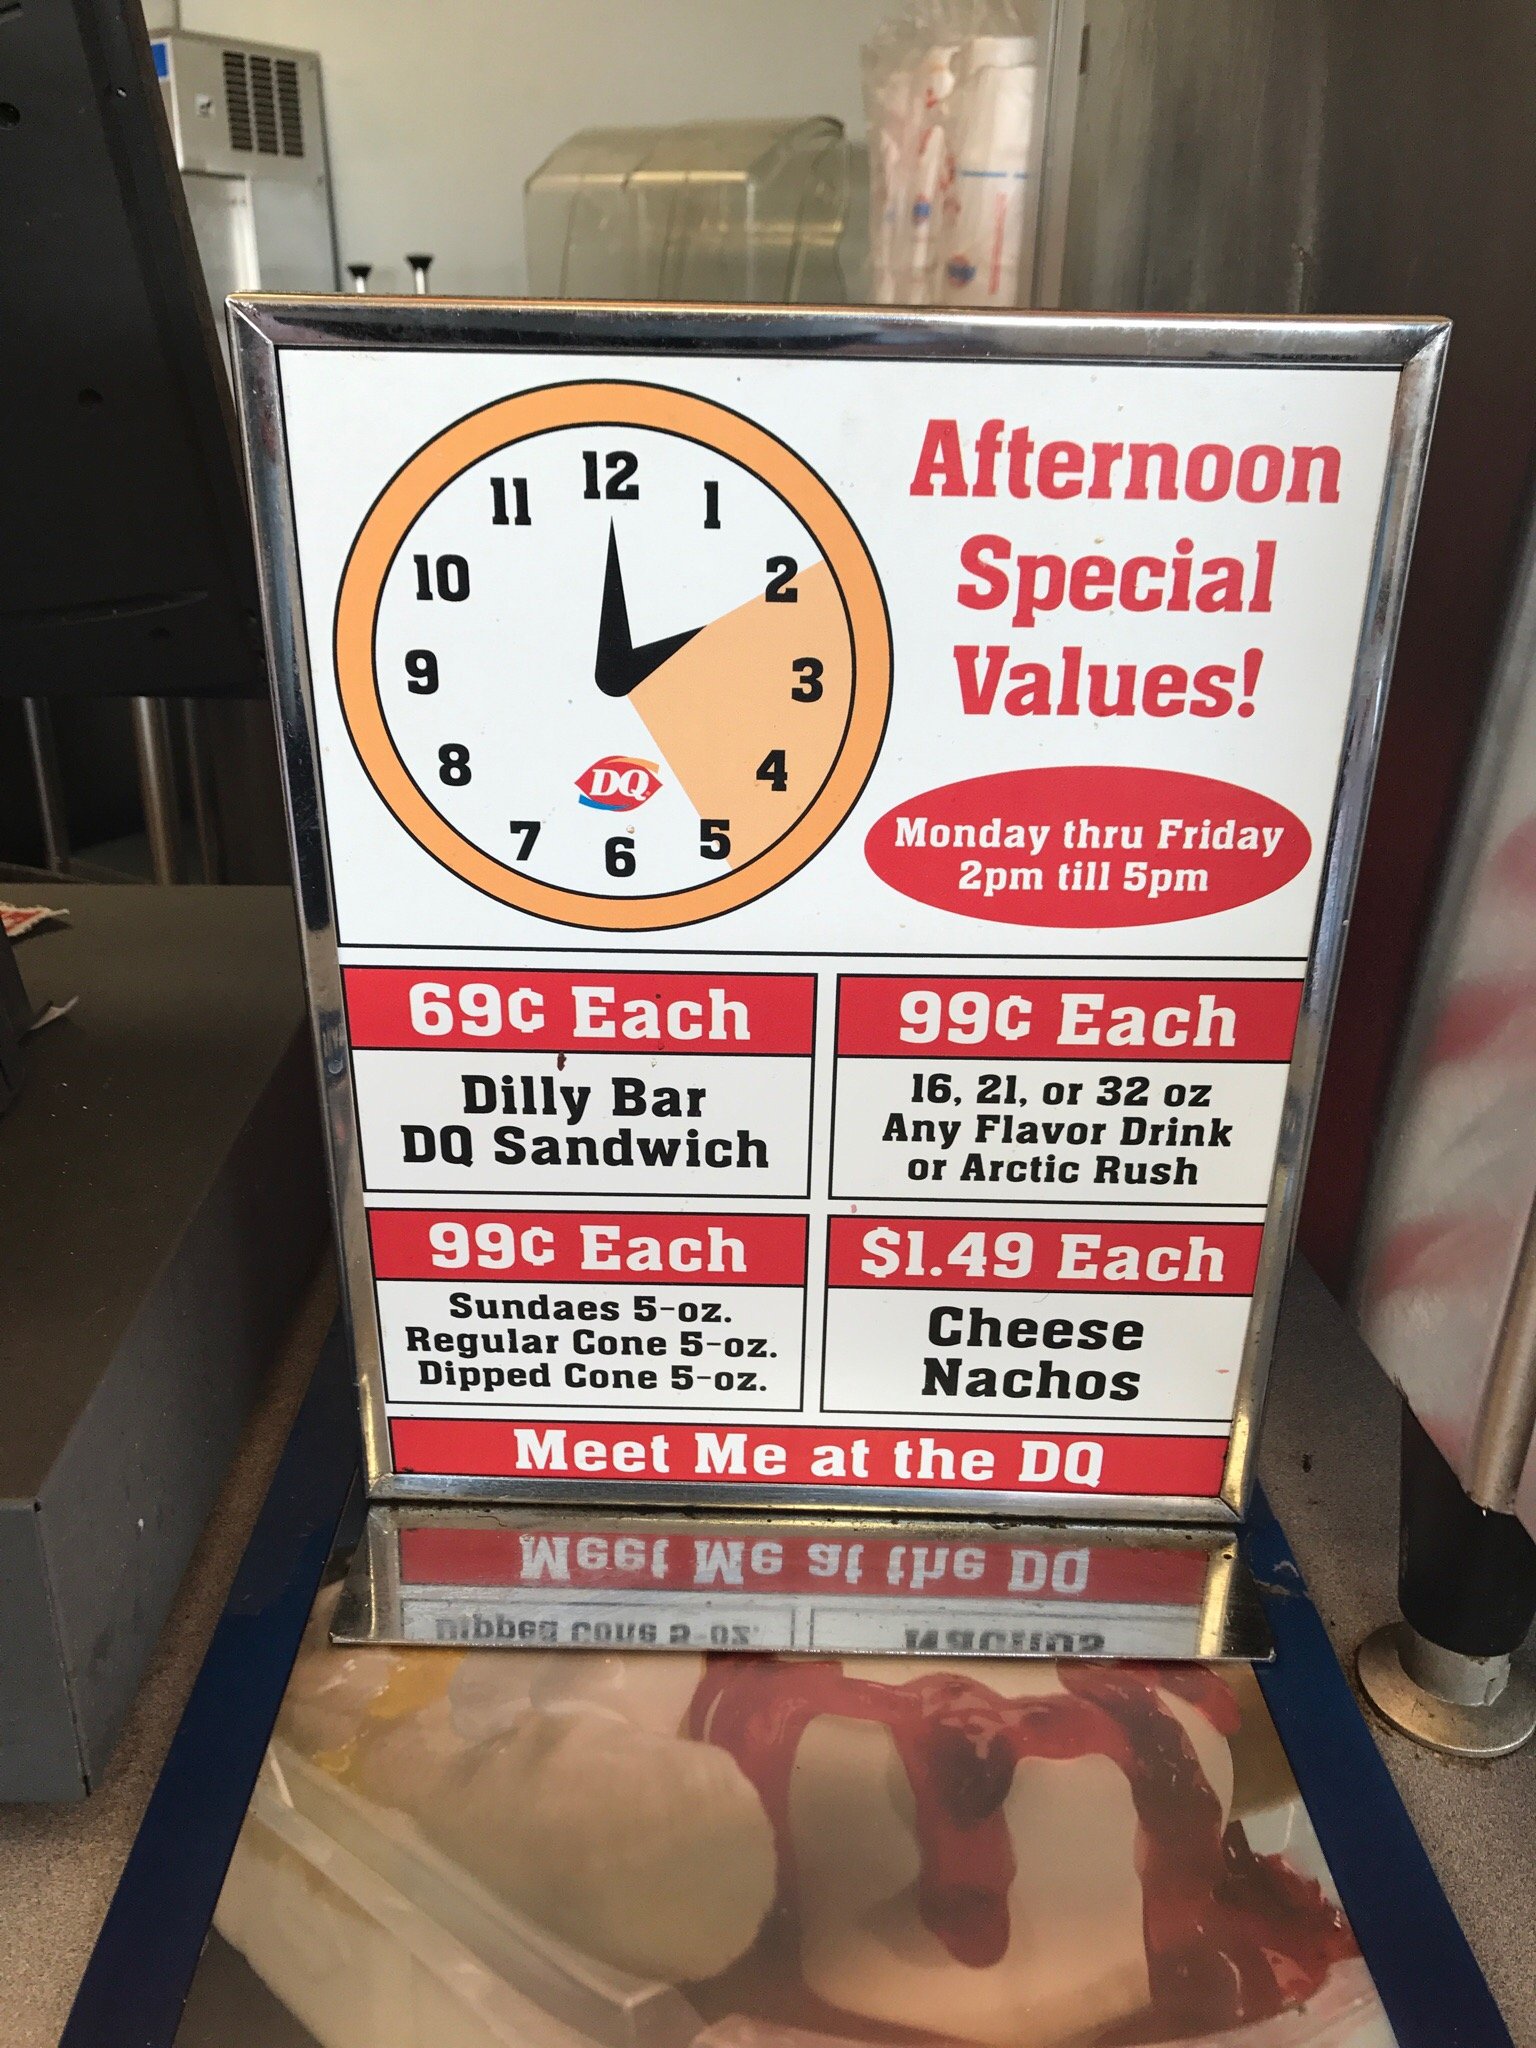 12
11
1
10
2
9
3
8
4
7
5
6
DQ
Afternoon
Special
Values!
Monday thru Friday
2pm till 5pm
69¢ Each
Dilly Bar
DQ Sandwich
99¢ Each
16, 21, or 32 oz
Any Flavor Drink
or Arctic Rush
99¢ Each
Sundaes 5-oz.
Regular Cone 5-oz.
Dipped Cone 5-oz.
$1.49 Each
Cheese
Nachos
Meet Me at the DQ